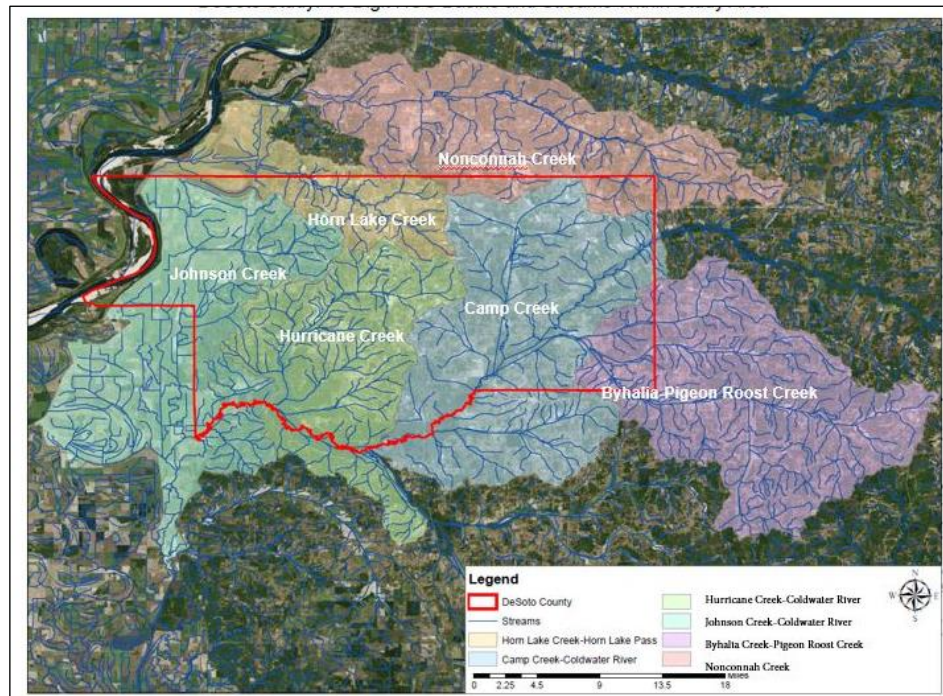 Nonconnah Creek
Horn Lake Creek
Johnson Creek
Camp Creek
Hurricane Creek
Byhalia-Pigeon Roost Creek
Legend
DeSoto County
Streams
Horn Lake Creek-Horn Lake Pass
Camp Creek-Coldwater River
Hurricane Creek-Coldwater River
Johnson Creek-Coldwater River
Byhalia Creek-Pigeon Roost Creek
Nonconnah Creek
N
W E
S
Miles
0 2.25 4.5 9 13.5 18